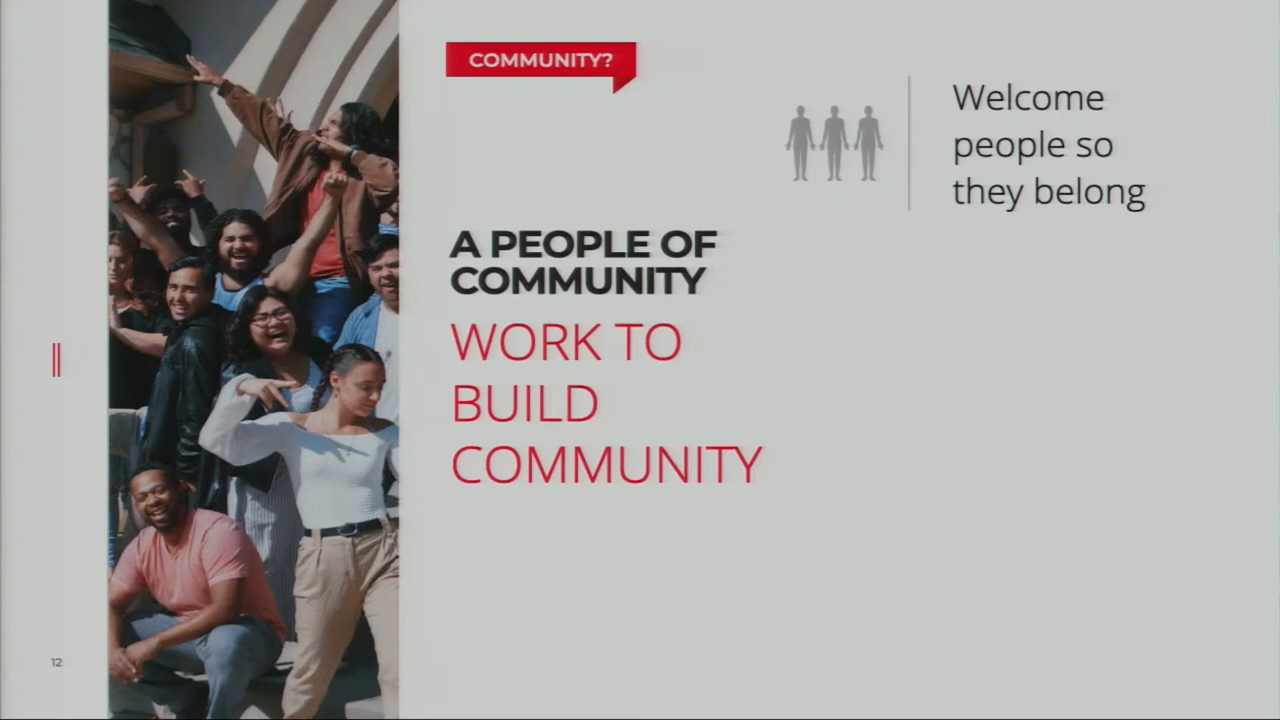 COMMUNITY?
Welcome
people so
they belong
A PEOPLE OF
COMMUNITY
WORK TO
BUILD
COMMUNITY
12